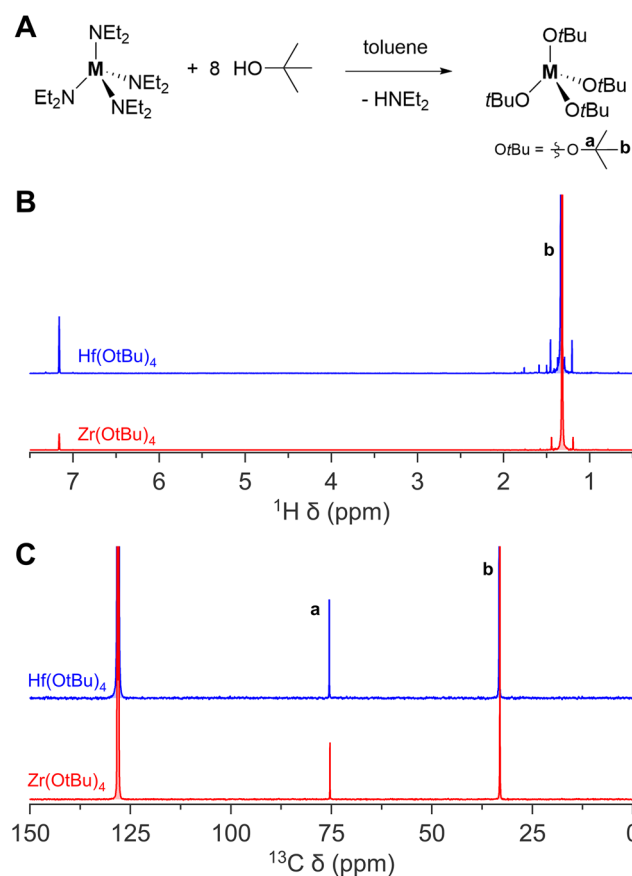 A
NEt2
M
Et2N
NEt2
NEt2
+ 8 HO
toluene
- HNEt2
OtBu
M
tBuO
OtBu
OtBu
OtBu = O a b
B
b
Hf(OtBu)4
Zr(OtBu)4
7 6 5 4 3 2 1
1H δ (ppm)
C
b
a
Hf(OtBu)4
Zr(OtBu)4
150 125 100 75 50 25 0
13C δ (ppm)